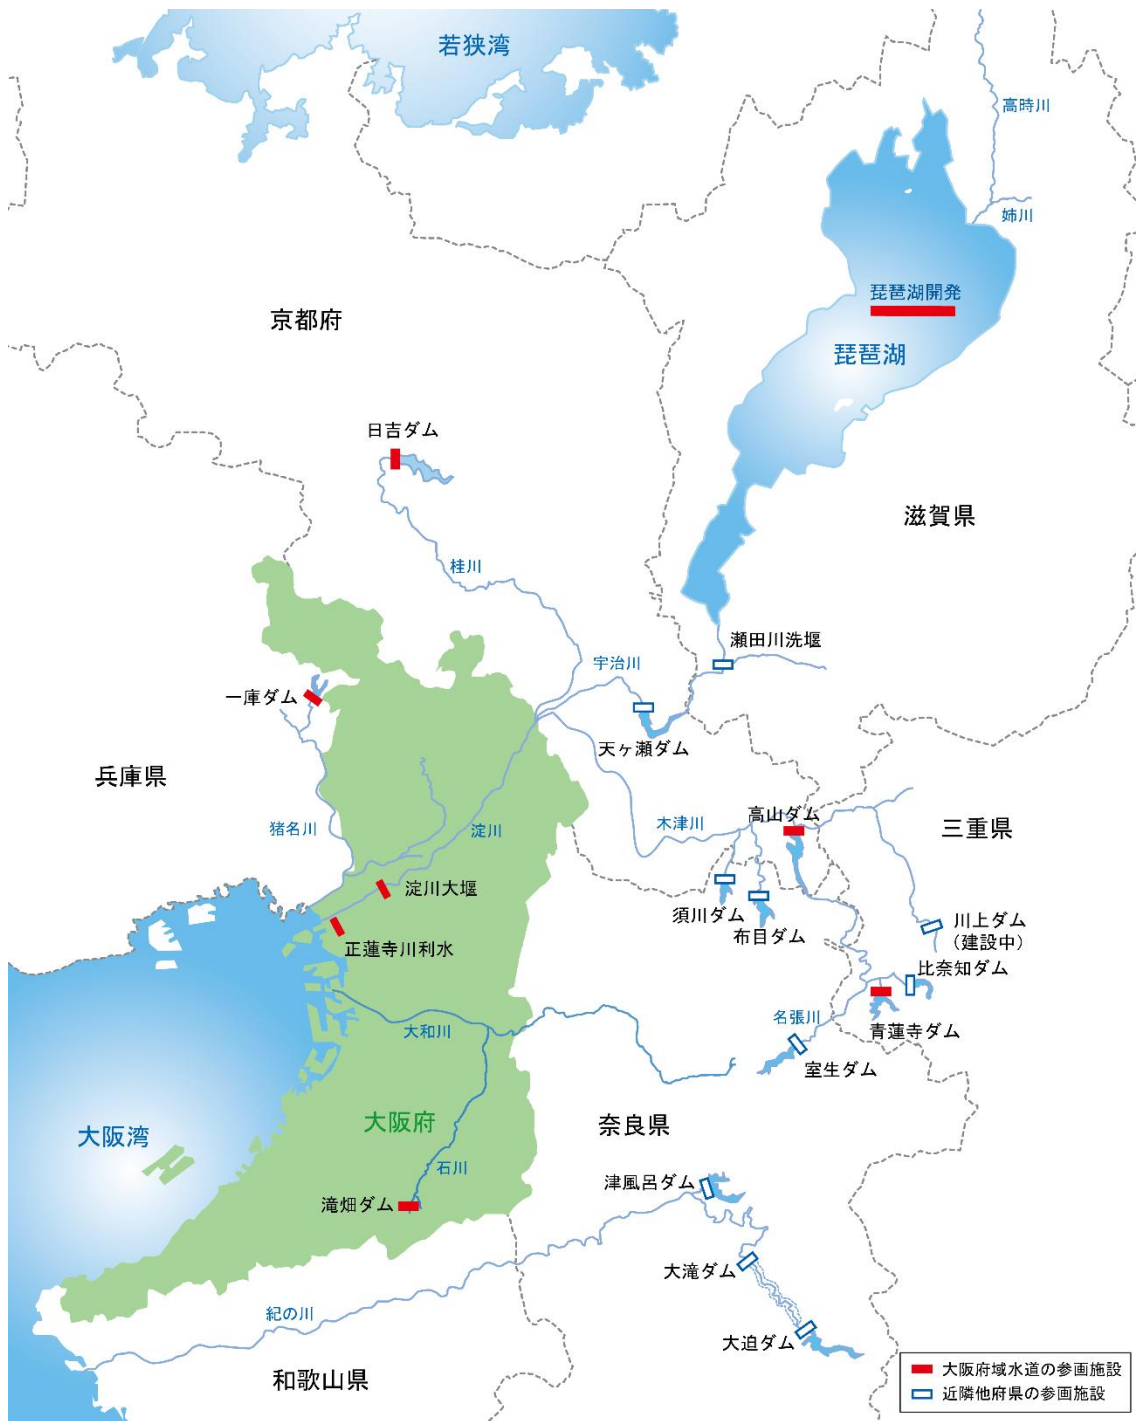 若狭湾
高時川
姉川
琵琶湖開発
京都府
琵琶湖
日吉ダム
滋賀県
桂川
瀬田川洗堰
宇治川
一庫ダム
天ヶ瀬ダム
兵庫県
高山ダム
猪名川
淀川
木津川
三重県
淀川大堰
須川ダム
川上ダム
布目ダム
(建設中)
正蓮寺川利水
比奈知ダム
名張川
大和川
青蓮寺ダム
室生ダム
大阪府
奈良県
大阪湾
石川
津風呂ダム
滝畑ダム
大滝ダム
紀の川
大迫ダム
和歌山県
大阪府域水道の参画施設
近隣他府県の参画施設